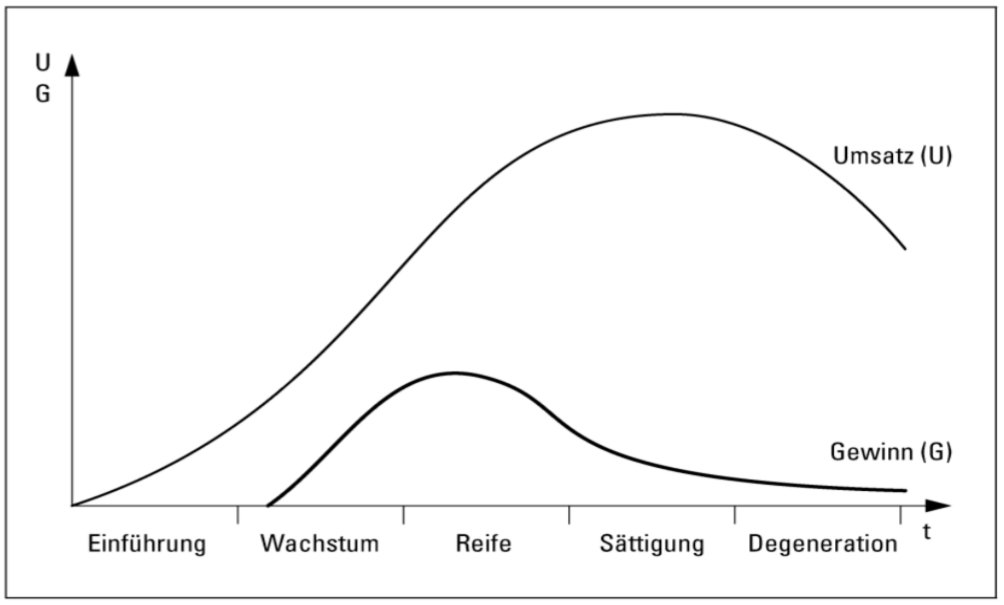 U
G
Umsatz (U)
Gewinn (G)
t
Einführung
Wachstum
Reife
Sättigung
Degeneration